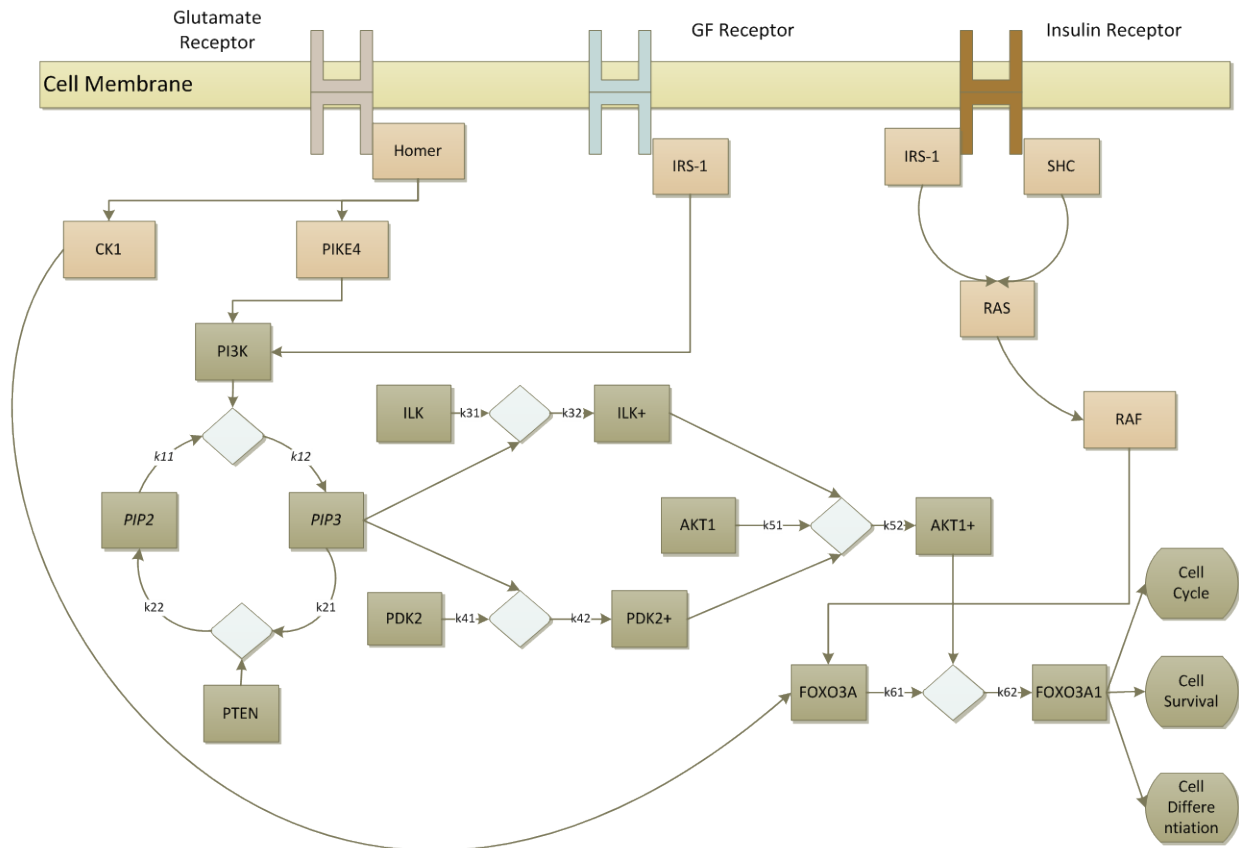 Glutamate
Receptor
GF Receptor
Insulin Receptor
Cell Membrane
Homer
IRS-1
IRS-1
SHC
CK1
PIKE4
RAS
PI3K
ILK
k31
k32
ILK+
RAF
k11
k12
PIP2
PIP3
AKT1
k51
k52
AKT1+
k22
k21
PDK2
k41
k42
PDK2+
Cell
Cycle
PTEN
FOXO3A
k61
k62
FOXO3A1
Cell
Survival
Cell
Differe
ntiation